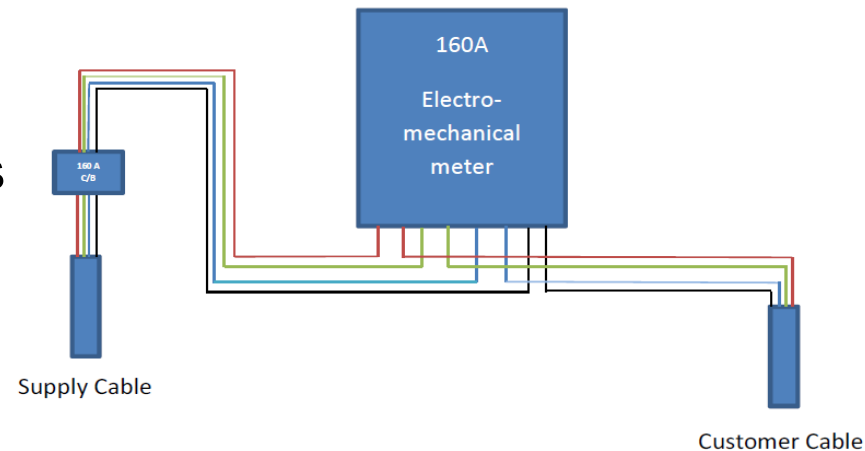 160A
Electro-
mechanical
meter
160 A
C/B
s
Supply Cable
Customer Cable